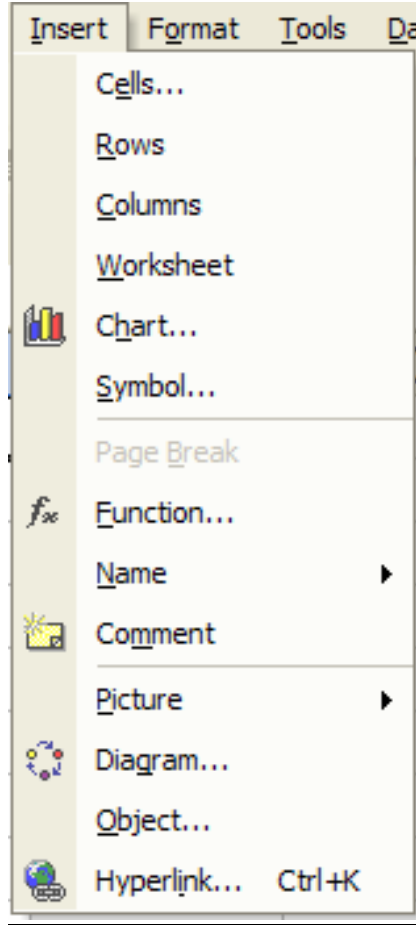 Insert Format Tools Da
Cells...
Rows
Columns
Worksheet
Chart...
Symbol...
Page Break
fx Function...
Name
Comment
Picture
Diagram...
Object...
Hyperlink... Ctrl+K